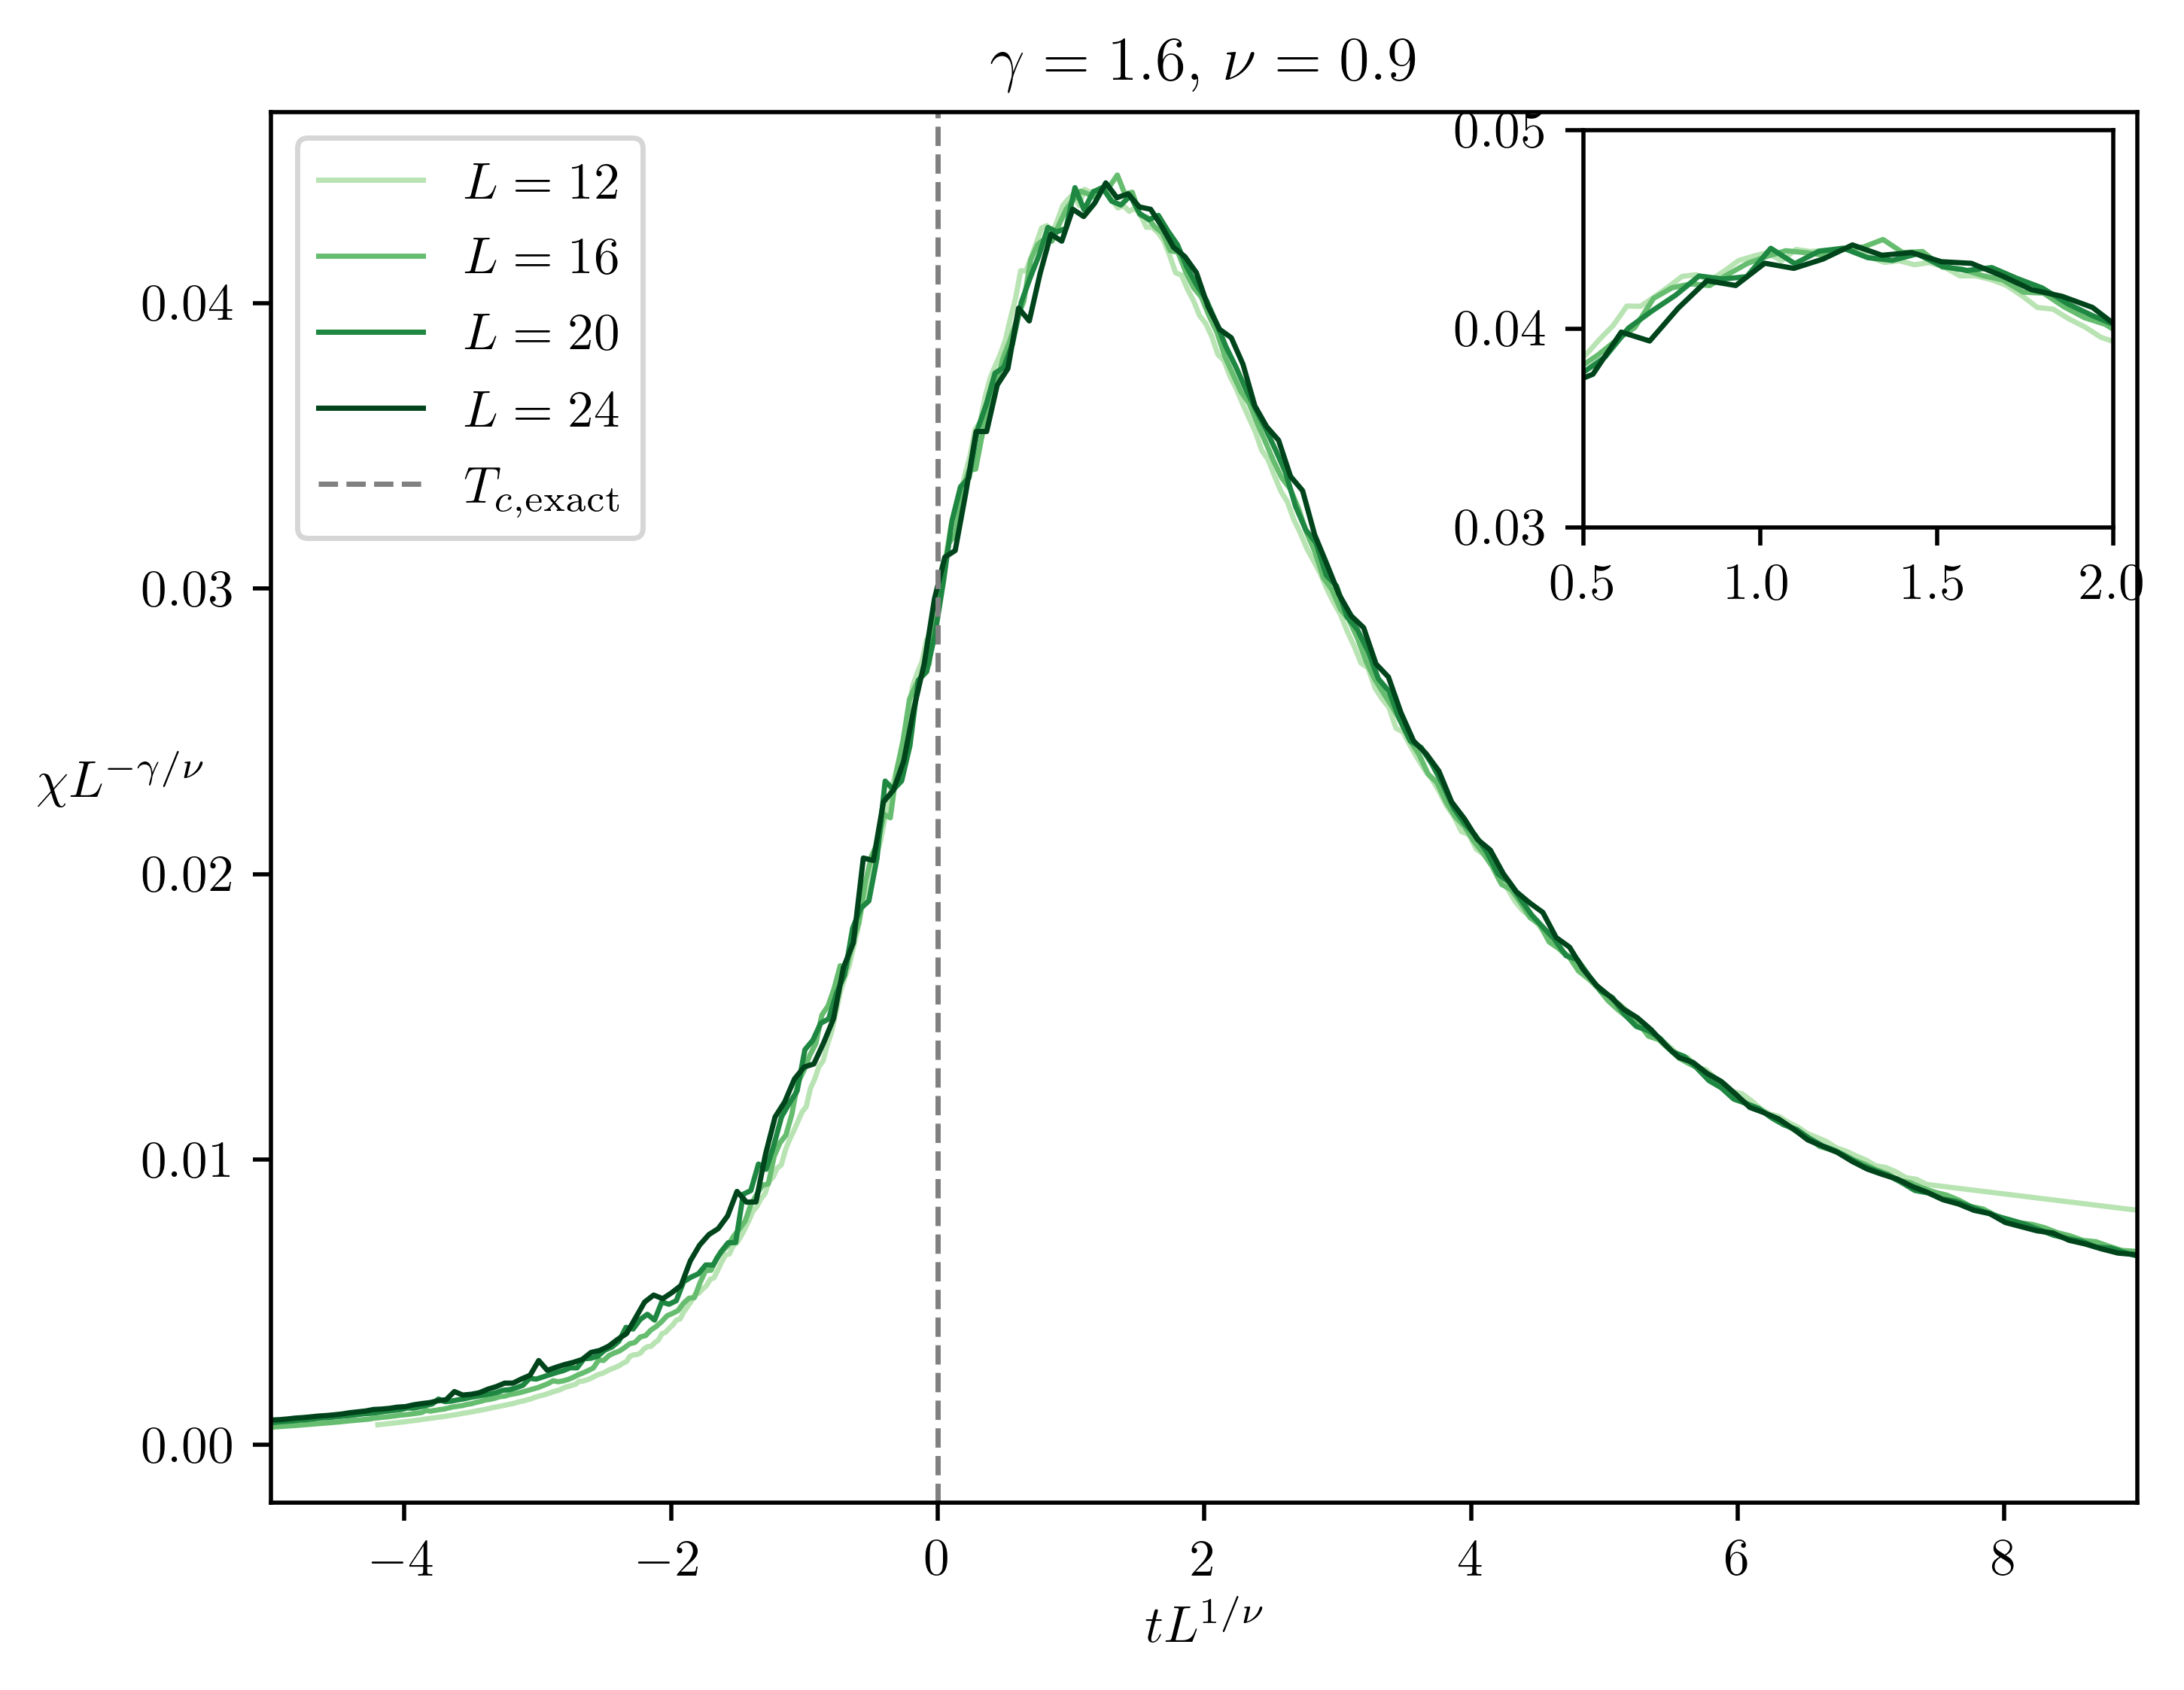 γ = 1.6, ν = 0.9
L = 12
L = 16
L = 20
L = 24
T_{c,exact}
0.05
0.04
0.03
0.5 1.0 1.5 2.0
0.04
0.03
0.02
0.01
0.00
χL^{−γ/ν}
−4 −2 0 2 4 6 8
tL^{1/ν}